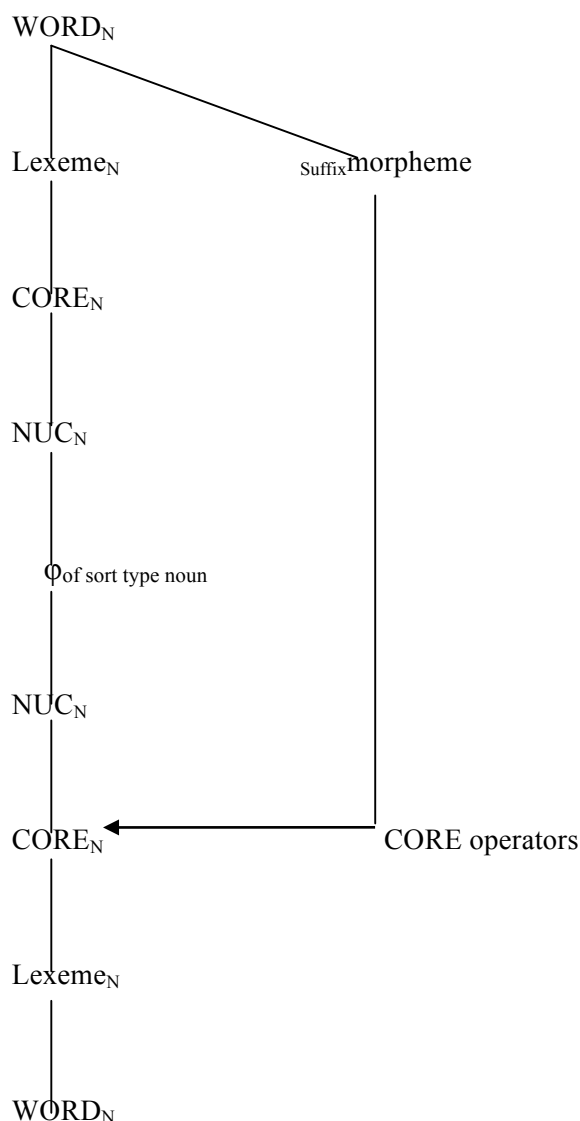 WORDN
LexemeN Suffixmorpheme
COREN
NUCN
φof sort type noun
NUCN
COREN CORE operators
LexemeN
WORDN